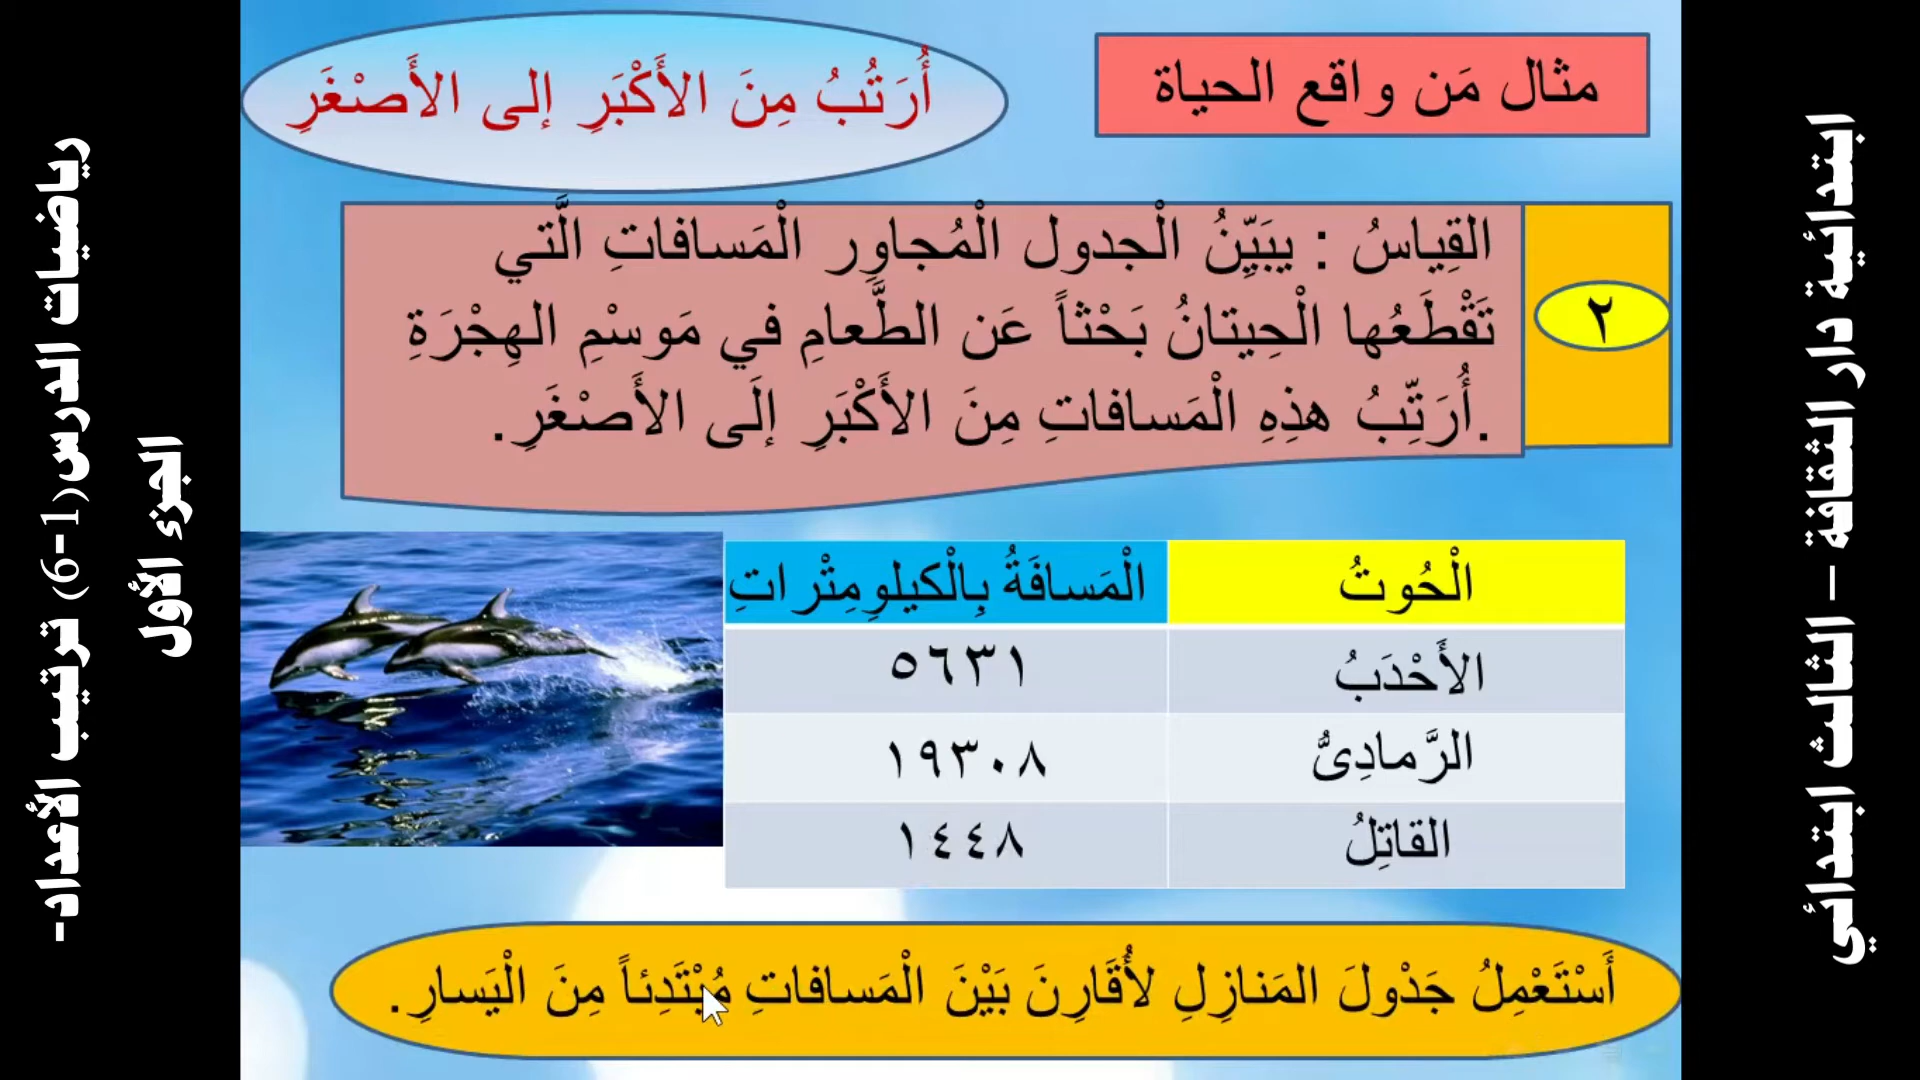 مثال مَن واقع الحياة
أُرَتُبُ مِنَ الأَكْبَرِ إلى الأَصْغَرِ
القِياسُ : يبَيِّنُ الْجدول الْمُجاوِر الْمَسافاتِ الَّتي
تَقْطَعُها الْحِيتانُ بَحْثاً عَن الطَّعامِ في مَوسْمِ الهِجْرَةِ
.أُرَتِّبُ هذِهِ الْمَسافاتِ مِنَ الأَكْبَرِ إلَى الأَصْغَرِ.
٢
الْحُوتُ
الْمَسافَةُ بِالْكيلوِمِتْراتِ
الأَحْدَبُ
٥٦٣١
الرَّمادِىُّ
١٩٣٠٨
القاتِلُ
١٤٤٨
أَسْتَعْمِلُ جَدْولَ المَنازِلِ لأُقَارِنَ بَيْنَ الْمَسافاتِ مُبْتَدِئاً مِنَ الْيَسارِ.
ابتدائية دار الثقافة – الثالث ابتدائي
رياضيات الدرس(1-6) ترتيب الأعداد-
الجزء الأول